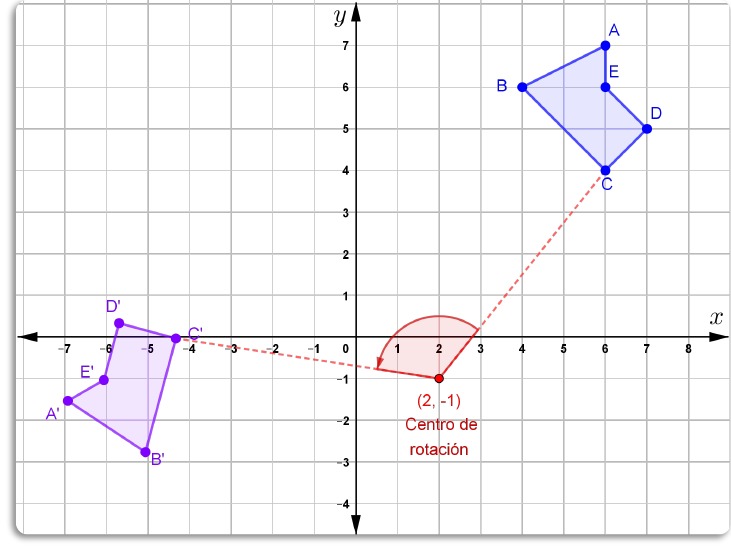 y
7
A
6
B
E
5
D
4
C
3
2
1
D'
C'
x
-7 -6 -5 -4 -3 -2 -1 0 1 2 3 4 5 6 7 8
E'
-1
A'
(2, -1)
-2
Centro de
B'
rotación
-3
-4